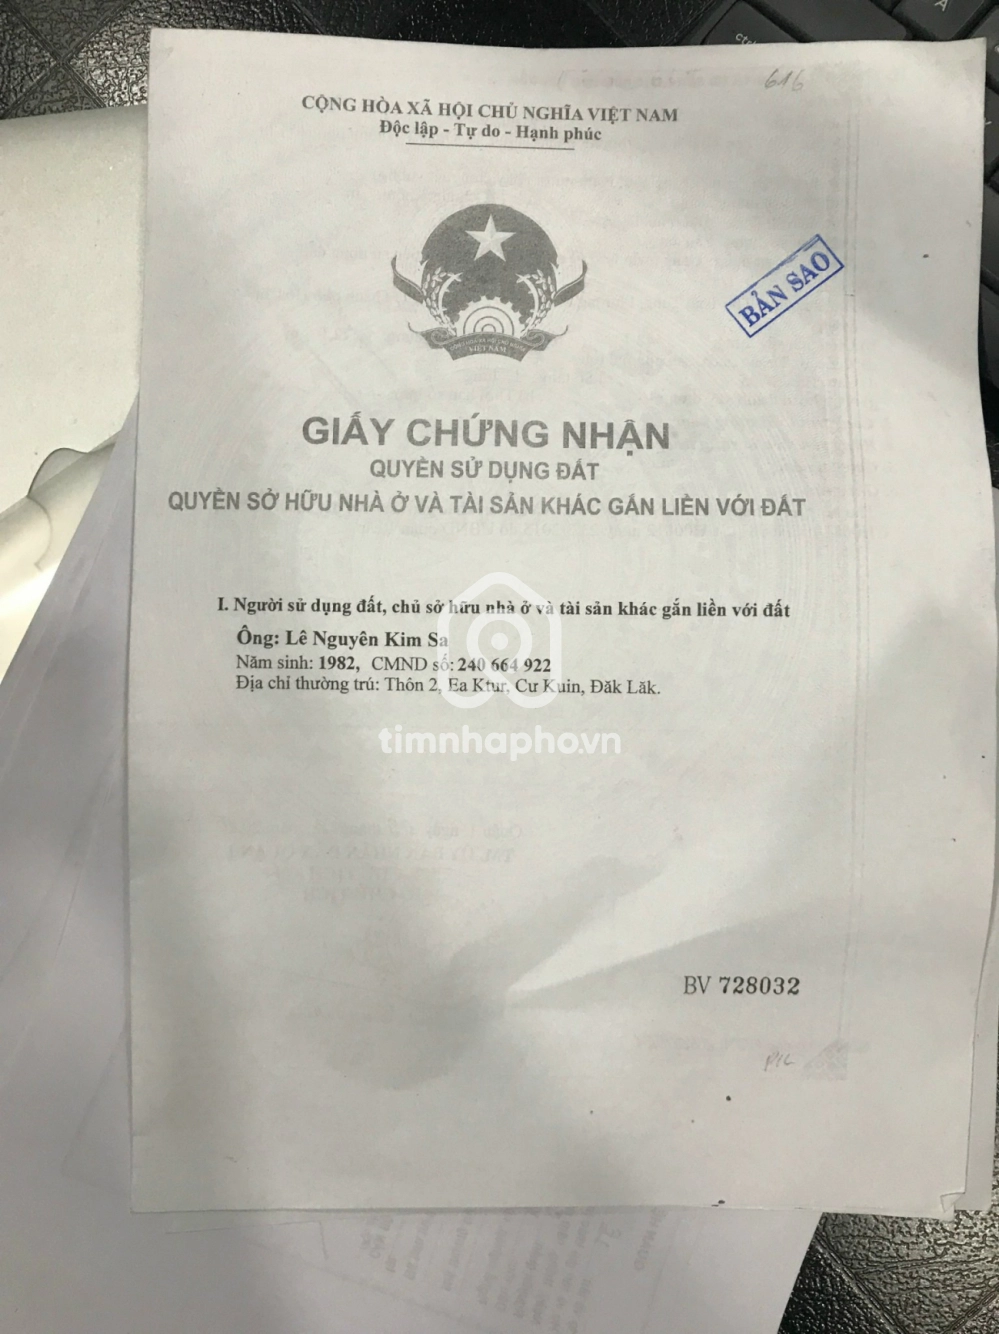 616
CỘNG HÒA XÃ HỘI CHỦ NGHĨA VIỆT NAM
Độc lập - Tự do - Hạnh phúc
BẢN SAO
VIỆT NAM
GIẤY CHỨNG NHẬN
QUYỀN SỬ DỤNG ĐẤT
QUYỀN SỞ HỮU NHÀ Ở VÀ TÀI SẢN KHÁC GẮN LIỀN VỚI ĐẤT
I. Người sử dụng đất, chủ sở hữu nhà ở và tài sản khác gắn liền với đất
Ông: Lê Nguyên Kim Sa
Năm sinh: 1982, CMND số: 240 664 922
Địa chỉ thường trú: Thôn 2, Ea Ktur, Cư Kuin, Đăk Lăk.
timnhapho.vn
BV 728032